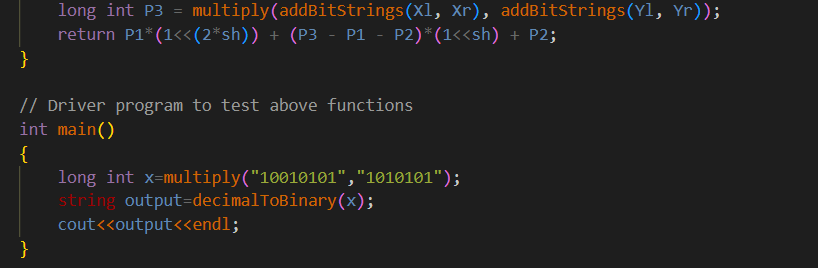 long int P3 = multiply(addBitStrings(Xl, Xr), addBitStrings(Yl, Yr));
return P1*(1<<(2*sh)) + (P3 - P1 - P2)*(1<<sh) + P2;
}
// Driver program to test above functions
int main()
{
long int x=multiply("10010101","1010101");
string output=decimalToBinary(x);
cout<<output<<endl;
}